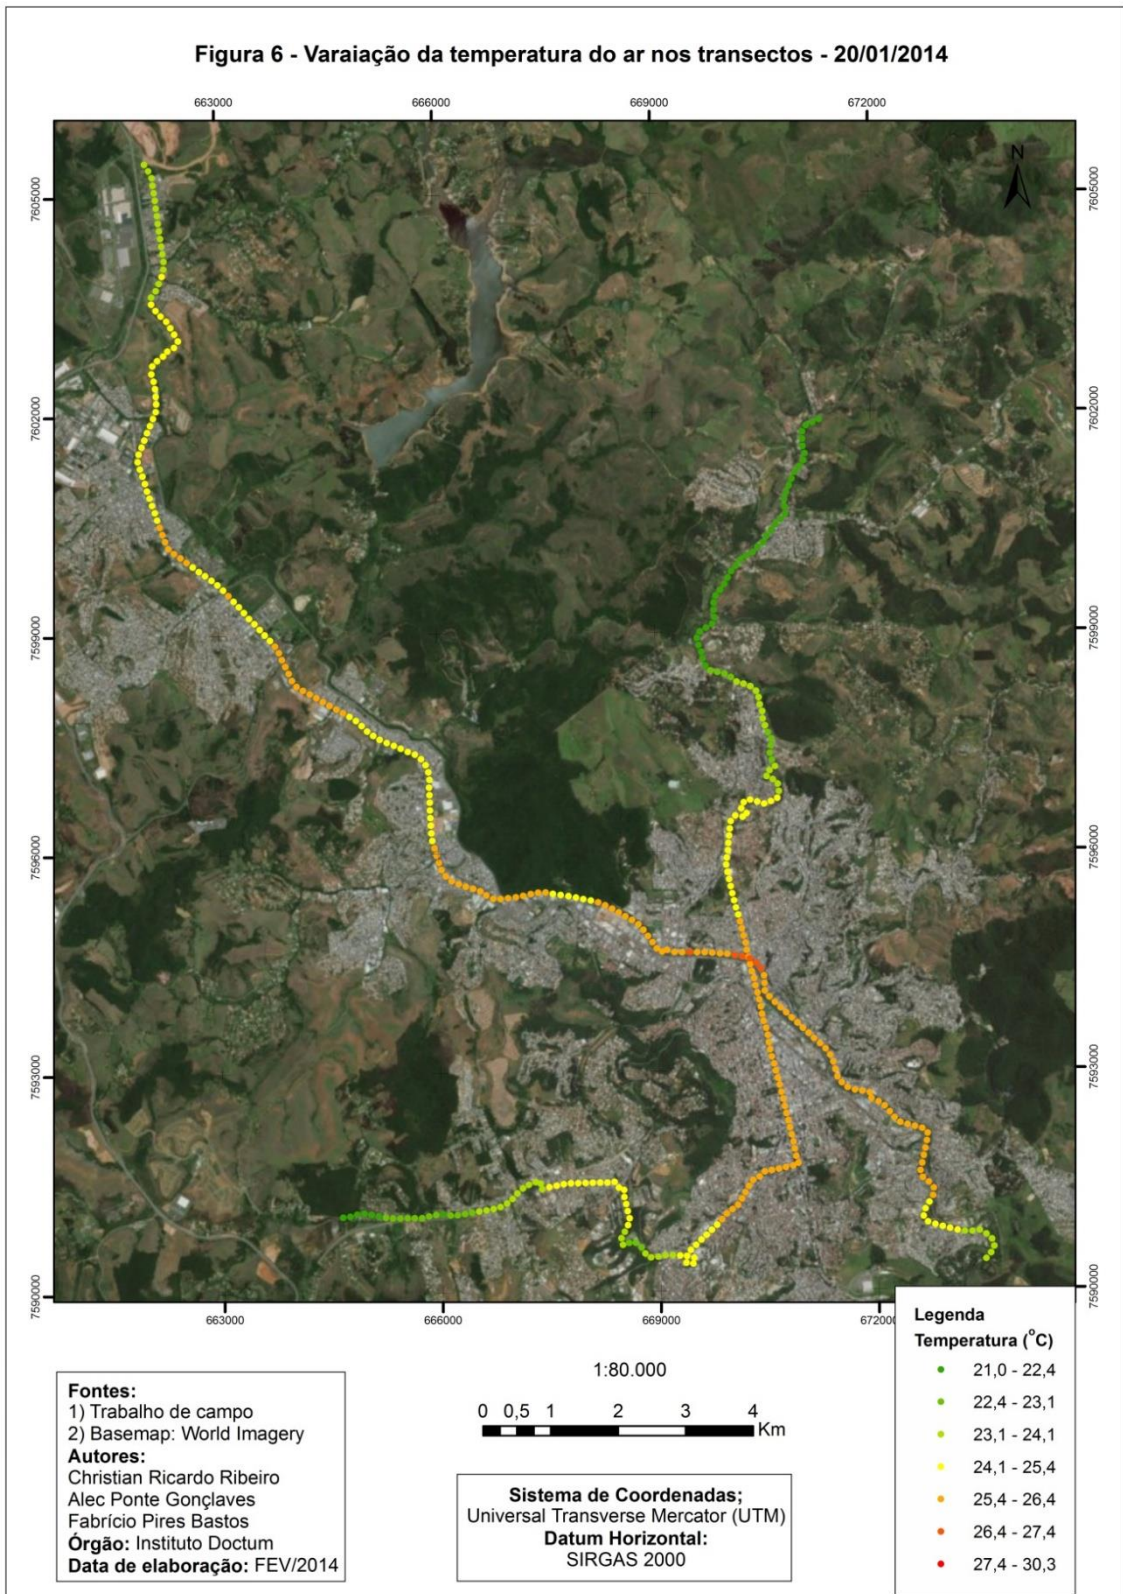 Figura 6 - Varaiação da temperatura do ar nos transectos - 20/01/2014
663000 666000 669000 672000
N
7605000 7605000
7602000 7602000
7599000 7599000
7596000 7596000
7593000 7593000
7590000 7590000
663000 666000 669000 672000
Legenda
Temperatura (°C)
21,0 - 22,4
22,4 - 23,1
23,1 - 24,1
24,1 - 25,4
25,4 - 26,4
26,4 - 27,4
27,4 - 30,3
1:80.000
0 0,5 1 2 3 4
Km
Fontes:
1) Trabalho de campo
2) Basemap: World Imagery
Autores:
Christian Ricardo Ribeiro
Alec Ponte Gonçlaves
Fabrício Pires Bastos
Órgão: Instituto Doctum
Data de elaboração: FEV/2014
Sistema de Coordenadas;
Universal Transverse Mercator (UTM)
Datum Horizontal:
SIRGAS 2000